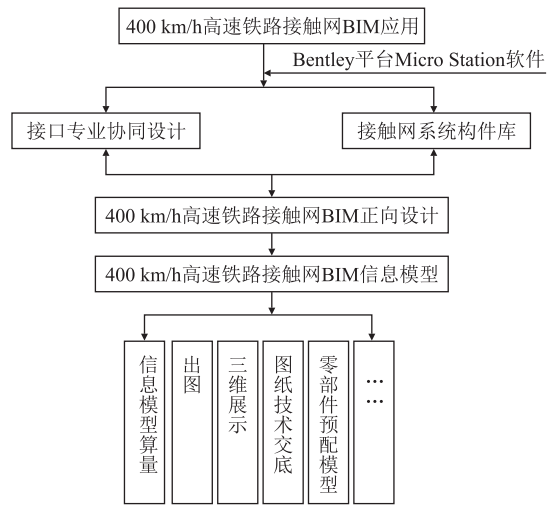 400 km/h高速铁路接触网BIM应用
Bentley平台Micro Station软件
接口专业协同设计
接触网系统构件库
400 km/h高速铁路接触网BIM正向设计
400 km/h高速铁路接触网BIM信息模型
信息模型算量
出图
三维展示
图纸技术交底
零部件预配模型
……